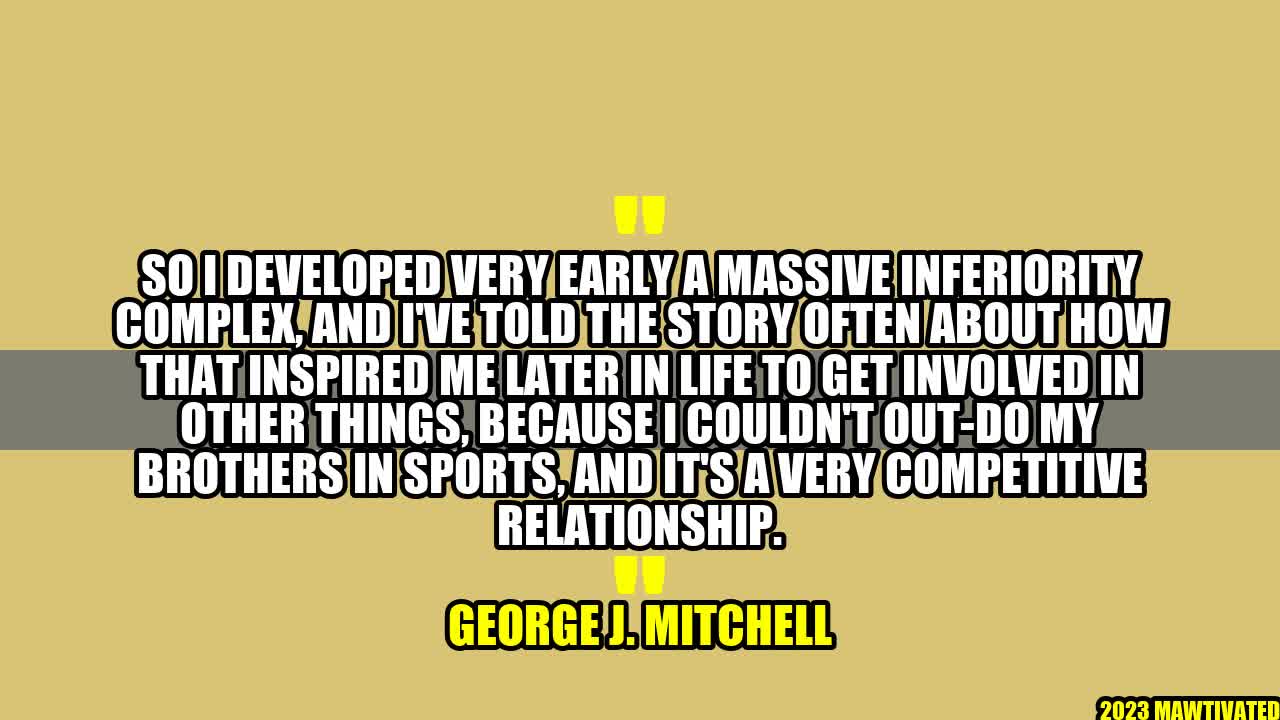 "
SO I DEVELOPED VERY EARLY A MASSIVE INFERIORITY
COMPLEX, AND I'VE TOLD THE STORY OFTEN ABOUT HOW
THAT INSPIRED ME LATER IN LIFE TO GET INVOLVED IN
OTHER THINGS, BECAUSE I COULDN'T OUT-DO MY
BROTHERS IN SPORTS, AND IT'S A VERY COMPETITIVE
RELATIONSHIP.
"
GEORGE J. MITCHELL
2023 MAWTIVATED